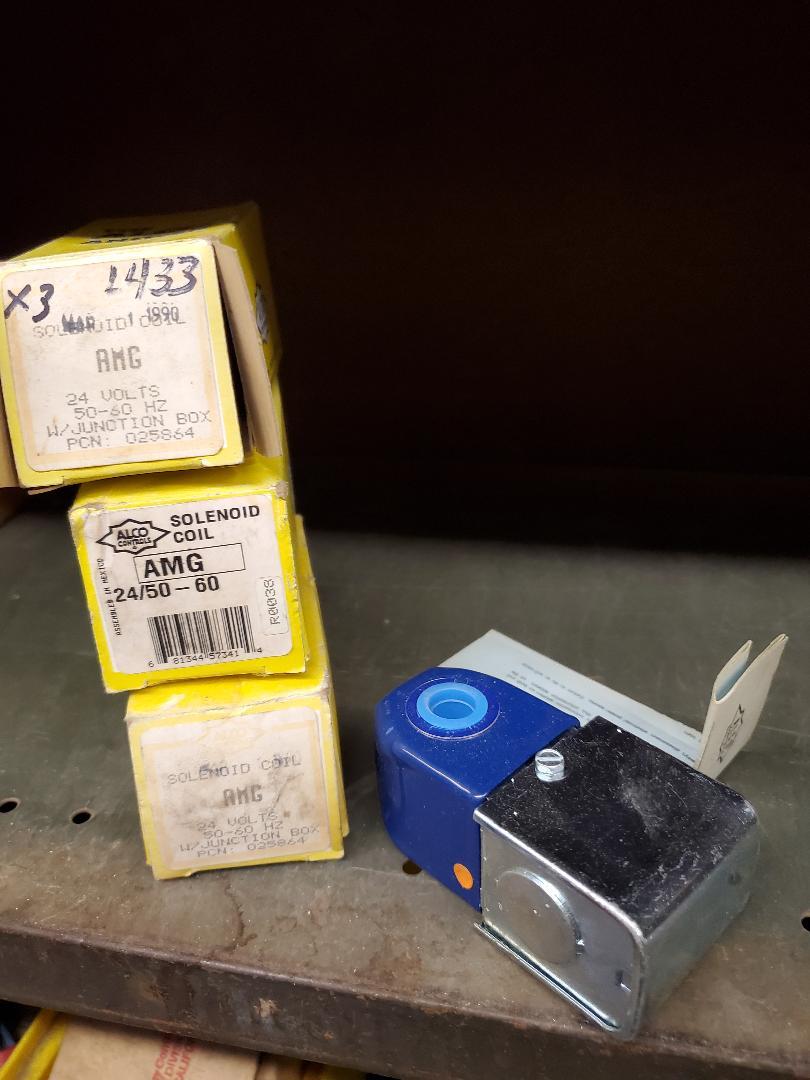 X3 1433
MAR 1 1990
SOLENOID COIL
AMG
24 VOLTS
50-60 HZ
W/JUNCTION BOX
PCN: 025864
ALCO
CONTROLS
SOLENOID
COIL
AMG
24/50-60
ASSEMBLED IN MEXICO
R0038
6 81344 57341 4
ALCO
SOLENOID COIL
AMG
24 VOLTS
50-60 HZ
W/JUNCTION BOX
PCN: 025864